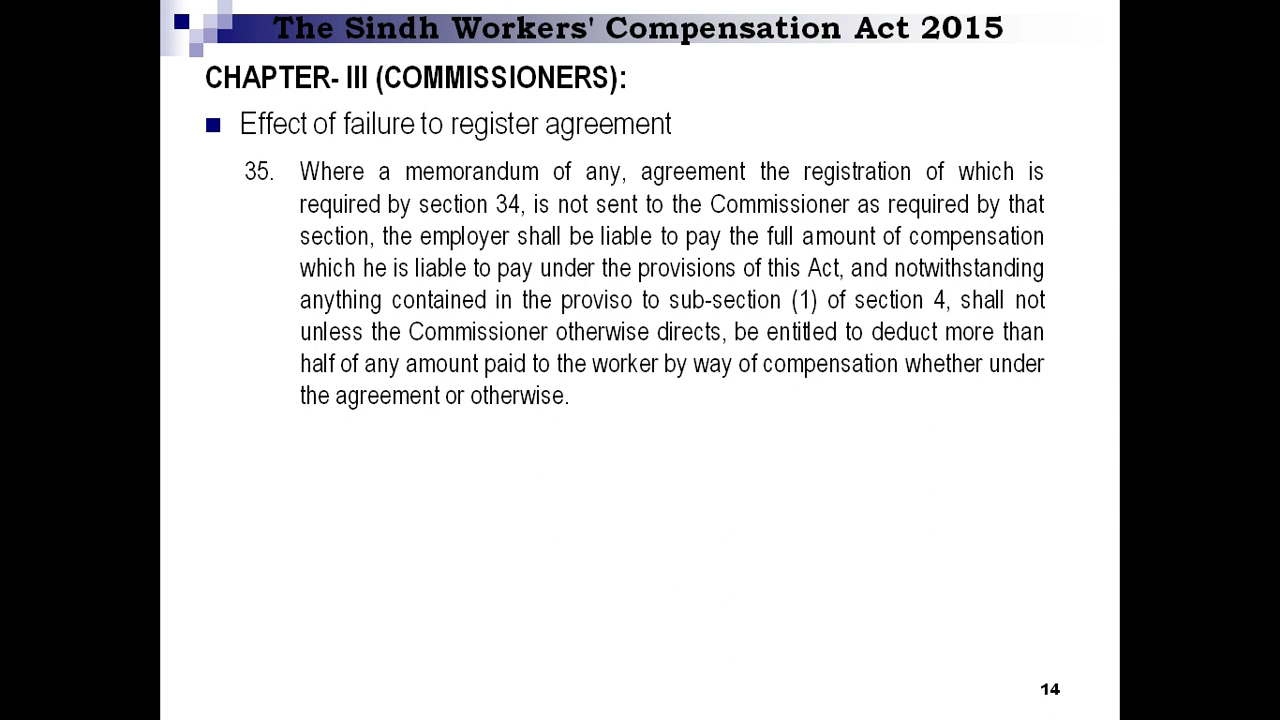 The Sindh Workers' Compensation Act 2015
CHAPTER- III (COMMISSIONERS):
Effect of failure to register agreement
35. Where a memorandum of any, agreement the registration of which is
required by section 34, is not sent to the Commissioner as required by that
section, the employer shall be liable to pay the full amount of compensation
which he is liable to pay under the provisions of this Act, and notwithstanding
anything contained in the proviso to sub-section (1) of section 4, shall not
unless the Commissioner otherwise directs, be entitled to deduct more than
half of any amount paid to the worker by way of compensation whether under
the agreement or otherwise.
14